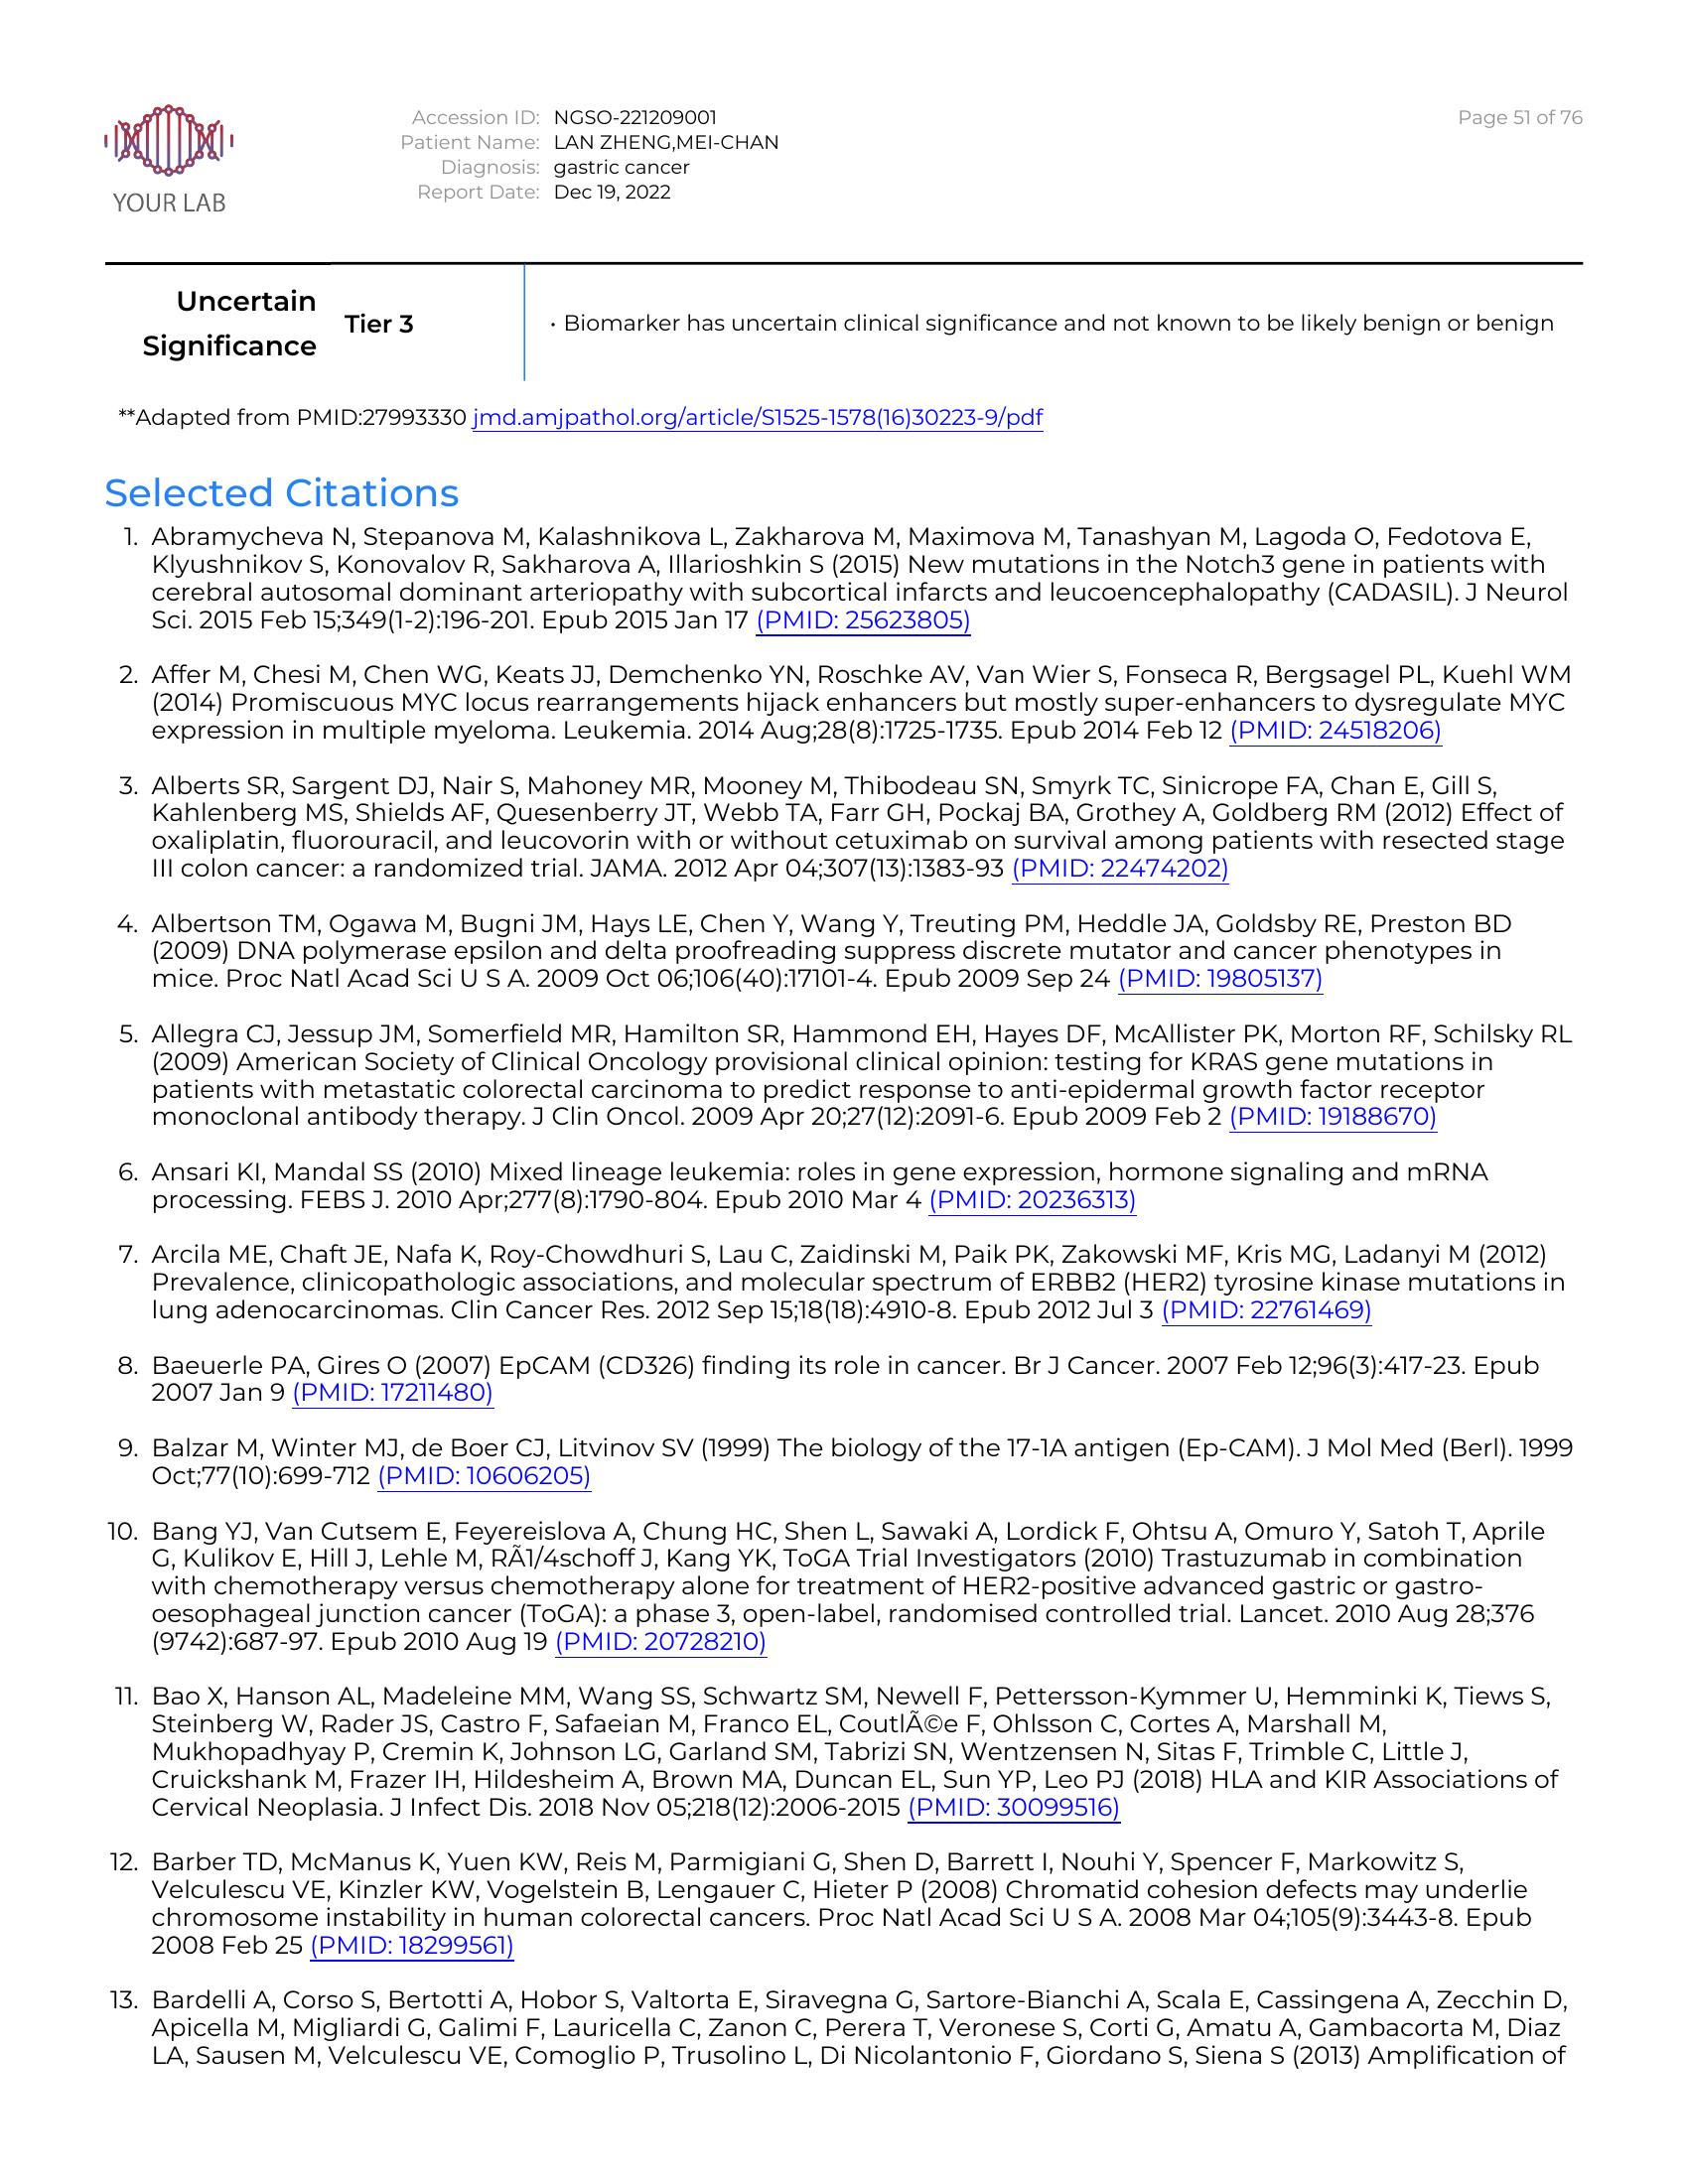 YOUR LAB
Accession ID: NGSO-221209001
Patient Name: LAN ZHENG,MEI-CHAN
Diagnosis: gastric cancer
Report Date: Dec 19, 2022
Page 51 of 76
Uncertain
Significance
Tier 3
• Biomarker has uncertain clinical significance and not known to be likely benign or benign
**Adapted from PMID:27993330 jmd.amjpathol.org/article/S1525-1578(16)30223-9/pdf
Selected Citations
1. Abramycheva N, Stepanova M, Kalashnikova L, Zakharova M, Maximova M, Tanashyan M, Lagoda O, Fedotova E,
Klyushnikov S, Konovalov R, Sakharova A, Illarioshkin S (2015) New mutations in the Notch3 gene in patients with
cerebral autosomal dominant arteriopathy with subcortical infarcts and leucoencephalopathy (CADASIL). J Neurol
Sci. 2015 Feb 15;349(1-2):196-201. Epub 2015 Jan 17 (PMID: 25623805)
2. Affer M, Chesi M, Chen WG, Keats JJ, Demchenko YN, Roschke AV, Van Wier S, Fonseca R, Bergsagel PL, Kuehl WM
(2014) Promiscuous MYC locus rearrangements hijack enhancers but mostly super-enhancers to dysregulate MYC
expression in multiple myeloma. Leukemia. 2014 Aug;28(8):1725-1735. Epub 2014 Feb 12 (PMID: 24518206)
3. Alberts SR, Sargent DJ, Nair S, Mahoney MR, Mooney M, Thibodeau SN, Smyrk TC, Sinicrope FA, Chan E, Gill S,
Kahlenberg MS, Shields AF, Quesenberry JT, Webb TA, Farr GH, Pockaj BA, Grothey A, Goldberg RM (2012) Effect of
oxaliplatin, fluorouracil, and leucovorin with or without cetuximab on survival among patients with resected stage
III colon cancer: a randomized trial. JAMA. 2012 Apr 04;307(13):1383-93 (PMID: 22474202)
4. Albertson TM, Ogawa M, Bugni JM, Hays LE, Chen Y, Wang Y, Treuting PM, Heddle JA, Goldsby RE, Preston BD
(2009) DNA polymerase epsilon and delta proofreading suppress discrete mutator and cancer phenotypes in
mice. Proc Natl Acad Sci U S A. 2009 Oct 06;106(40):17101-4. Epub 2009 Sep 24 (PMID: 19805137)
5. Allegra CJ, Jessup JM, Somerfield MR, Hamilton SR, Hammond EH, Hayes DF, McAllister PK, Morton RF, Schilsky RL
(2009) American Society of Clinical Oncology provisional clinical opinion: testing for KRAS gene mutations in
patients with metastatic colorectal carcinoma to predict response to anti-epidermal growth factor receptor
monoclonal antibody therapy. J Clin Oncol. 2009 Apr 20;27(12):2091-6. Epub 2009 Feb 2 (PMID: 19188670)
6. Ansari KI, Mandal SS (2010) Mixed lineage leukemia: roles in gene expression, hormone signaling and mRNA
processing. FEBS J. 2010 Apr;277(8):1790-804. Epub 2010 Mar 4 (PMID: 20236313)
7. Arcila ME, Chaft JE, Nafa K, Roy-Chowdhuri S, Lau C, Zaidinski M, Paik PK, Zakowski MF, Kris MG, Ladanyi M (2012)
Prevalence, clinicopathologic associations, and molecular spectrum of ERBB2 (HER2) tyrosine kinase mutations in
lung adenocarcinomas. Clin Cancer Res. 2012 Sep 15;18(18):4910-8. Epub 2012 Jul 3 (PMID: 22761469)
8. Baeuerle PA, Gires O (2007) EpCAM (CD326) finding its role in cancer. Br J Cancer. 2007 Feb 12;96(3):417-23. Epub
2007 Jan 9 (PMID: 17211480)
9. Balzar M, Winter MJ, de Boer CJ, Litvinov SV (1999) The biology of the 17-1A antigen (Ep-CAM). J Mol Med (Berl). 1999
Oct;77(10):699-712 (PMID: 10606205)
10. Bang YJ, Van Cutsem E, Feyereislova A, Chung HC, Shen L, Sawaki A, Lordick F, Ohtsu A, Omuro Y, Satoh T, Aprile
G, Kulikov E, Hill J, Lehle M, RÃ1/4schoff J, Kang YK, ToGA Trial Investigators (2010) Trastuzumab in combination
with chemotherapy versus chemotherapy alone for treatment of HER2-positive advanced gastric or gastro-
oesophageal junction cancer (ToGA): a phase 3, open-label, randomised controlled trial. Lancet. 2010 Aug 28;376
(9742):687-97. Epub 2010 Aug 19 (PMID: 20728210)
11. Bao X, Hanson AL, Madeleine MM, Wang SS, Schwartz SM, Newell F, Pettersson-Kymmer U, Hemminki K, Tiews S,
Steinberg W, Rader JS, Castro F, Safaeian M, Franco EL, CoutlÃ©e F, Ohlsson C, Cortes A, Marshall M,
Mukhopadhyay P, Cremin K, Johnson LG, Garland SM, Tabrizi SN, Wentzensen N, Sitas F, Trimble C, Little J,
Cruickshank M, Frazer IH, Hildesheim A, Brown MA, Duncan EL, Sun YP, Leo PJ (2018) HLA and KIR Associations of
Cervical Neoplasia. J Infect Dis. 2018 Nov 05;218(12):2006-2015 (PMID: 30099516)
12. Barber TD, McManus K, Yuen KW, Reis M, Parmigiani G, Shen D, Barrett I, Nouhi Y, Spencer F, Markowitz S,
Velculescu VE, Kinzler KW, Vogelstein B, Lengauer C, Hieter P (2008) Chromatid cohesion defects may underlie
chromosome instability in human colorectal cancers. Proc Natl Acad Sci U S A. 2008 Mar 04;105(9):3443-8. Epub
2008 Feb 25 (PMID: 18299561)
13. Bardelli A, Corso S, Bertotti A, Hobor S, Valtorta E, Siravegna G, Sartore-Bianchi A, Scala E, Cassingena A, Zecchin D,
Apicella M, Migliardi G, Galimi F, Lauricella C, Zanon C, Perera T, Veronese S, Corti G, Amatu A, Gambacorta M, Diaz
LA, Sausen M, Velculescu VE, Comoglio P, Trusolino L, Di Nicolantonio F, Giordano S, Siena S (2013) Amplification of